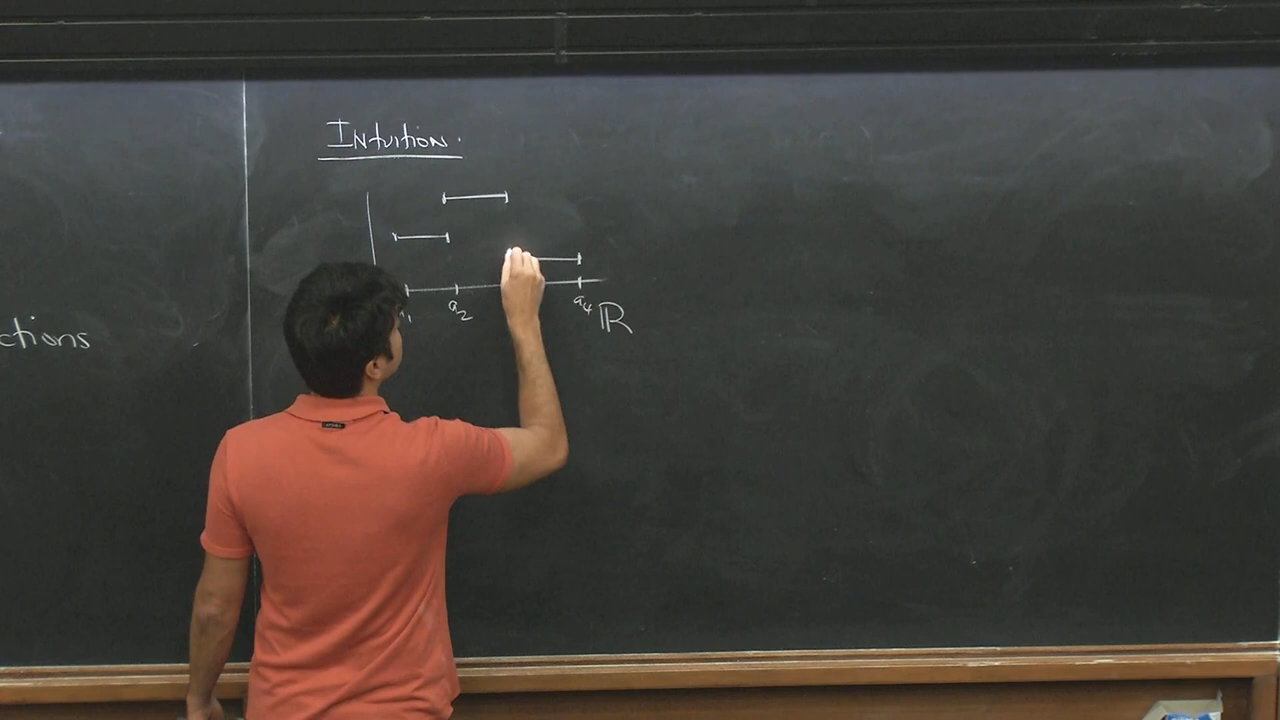 Intuition.
a₂
a₄ ℝ
ctions